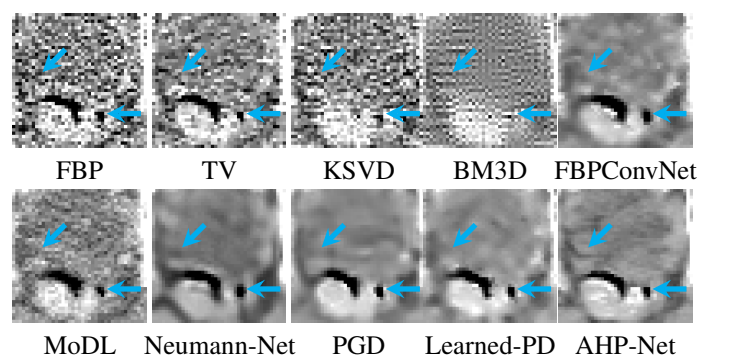 FBP TV KSVD BM3D FBPConvNet
MoDL Neumann-Net PGD Learned-PD AHP-Net